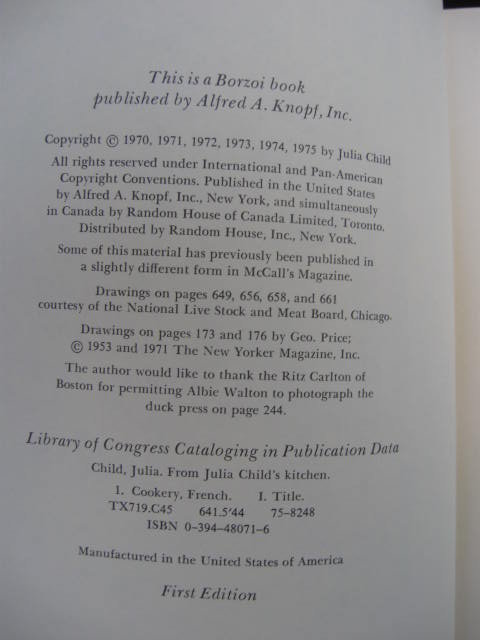 This is a Borzoi book
published by Alfred A. Knopf, Inc.
Copyright © 1970, 1971, 1972, 1973, 1974, 1975 by Julia Child
All rights reserved under International and Pan-American
Copyright Conventions. Published in the United States
by Alfred A. Knopf, Inc., New York, and simultaneously
in Canada by Random House of Canada Limited, Toronto.
Distributed by Random House, Inc., New York.
Some of this material has previously been published in
a slightly different form in McCall's Magazine.
Drawings on pages 649, 656, 658, and 661
courtesy of the National Live Stock and Meat Board, Chicago.
Drawings on pages 173 and 176 by Geo. Price;
© 1953 and 1971 The New Yorker Magazine, Inc.
The author would like to thank the Ritz Carlton of
Boston for permitting Albie Walton to photograph the
duck press on page 244.
Library of Congress Cataloging in Publication Data
Child, Julia. From Julia Child's kitchen.
1. Cookery, French. I. Title.
TX719.C45 641.5'44 75-8248
ISBN 0-394-48071-6
Manufactured in the United States of America
First Edition